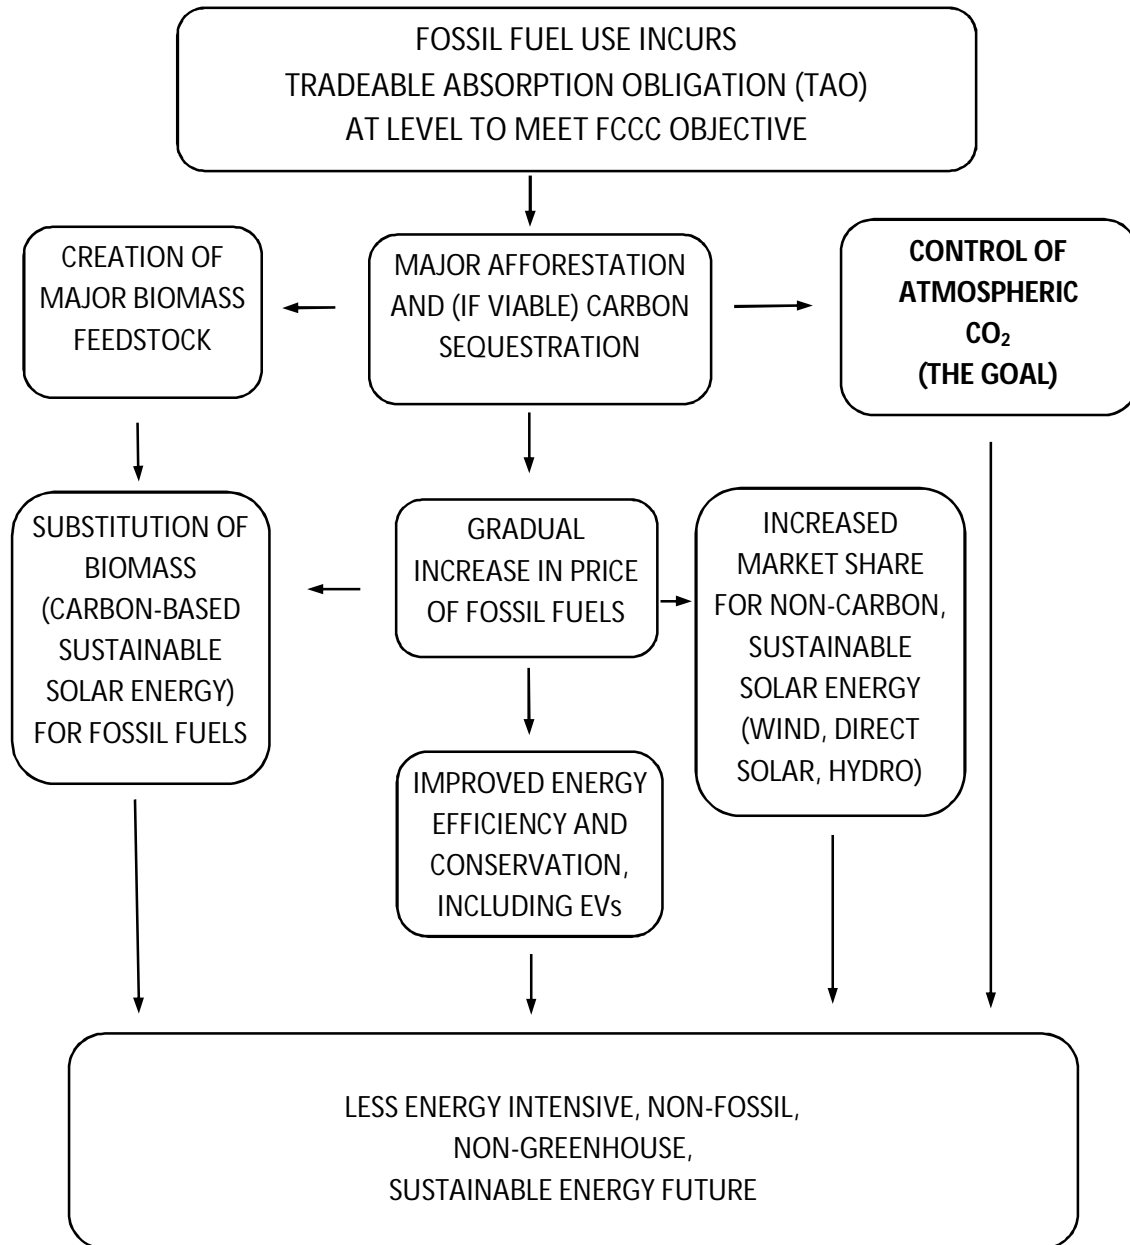 FOSSIL FUEL USE INCURS
TRADEABLE ABSORPTION OBLIGATION (TAO)
AT LEVEL TO MEET FCCC OBJECTIVE
CREATION OF
MAJOR BIOMASS
FEEDSTOCK
MAJOR AFFORESTATION
AND (IF VIABLE) CARBON
SEQUESTRATION
CONTROL OF
ATMOSPHERIC
CO₂
(THE GOAL)
SUBSTITUTION OF
BIOMASS
(CARBON-BASED
SUSTAINABLE
SOLAR ENERGY)
FOR FOSSIL FUELS
GRADUAL
INCREASE IN PRICE
OF FOSSIL FUELS
INCREASED
MARKET SHARE
FOR NON-CARBON,
SUSTAINABLE
SOLAR ENERGY
(WIND, DIRECT
SOLAR, HYDRO)
IMPROVED ENERGY
EFFICIENCY AND
CONSERVATION,
INCLUDING EVs
LESS ENERGY INTENSIVE, NON-FOSSIL,
NON-GREENHOUSE,
SUSTAINABLE ENERGY FUTURE